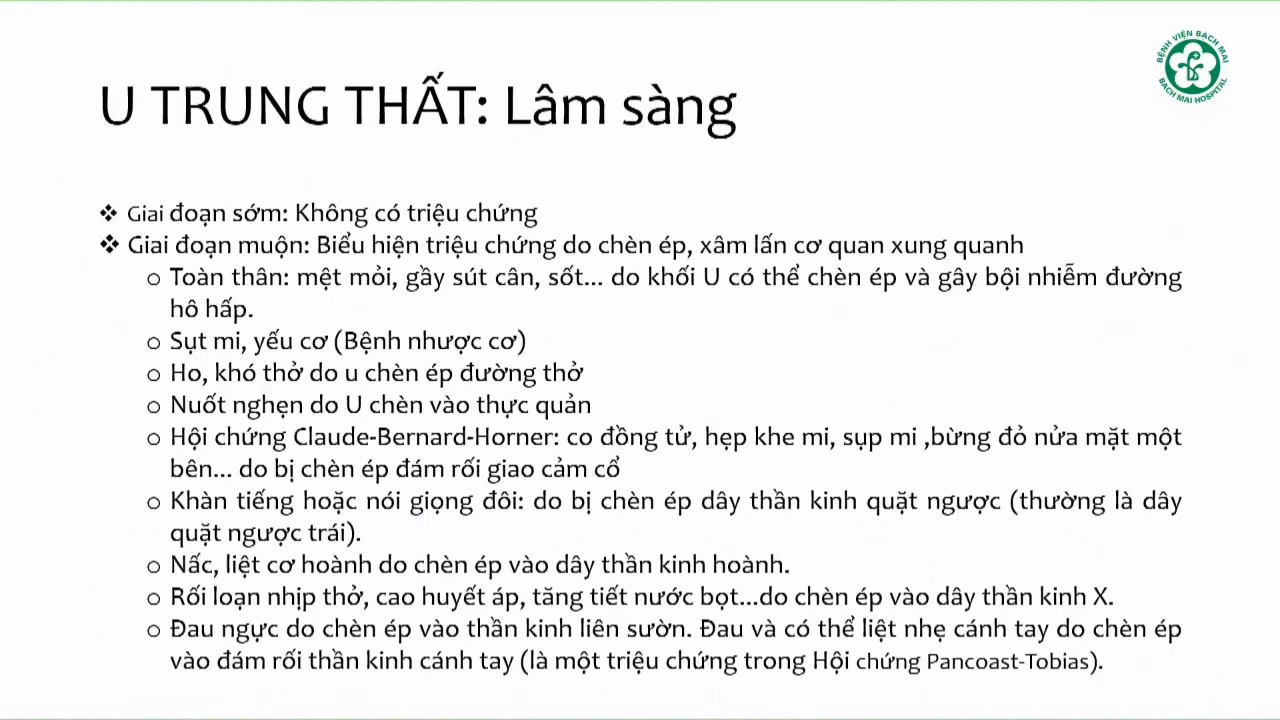 BỆNH VIỆN BẠCH MAI
BACH MAI HOSPITAL
U TRUNG THẤT: Lâm sàng
❖ Giai đoạn sớm: Không có triệu chứng
❖ Giai đoạn muộn: Biểu hiện triệu chứng do chèn ép, xâm lấn cơ quan xung quanh
o Toàn thân: mệt mỏi, gầy sút cân, sốt... do khối U có thể chèn ép và gây bội nhiễm đường
hô hấp.
o Sụt mi, yếu cơ (Bệnh nhược cơ)
o Ho, khó thở do u chèn ép đường thở
o Nuốt nghẹn do U chèn vào thực quản
o Hội chứng Claude-Bernard-Horner: co đồng tử, hẹp khe mi, sụp mi ,bừng đỏ nửa mặt một
bên... do bị chèn ép đám rối giao cảm cổ
o Khàn tiếng hoặc nói giọng đôi: do bị chèn ép dây thần kinh quặt ngược (thường là dây
quặt ngược trái).
o Nấc, liệt cơ hoành do chèn ép vào dây thần kinh hoành.
o Rối loạn nhịp thở, cao huyết áp, tăng tiết nước bọt...do chèn ép vào dây thần kinh X.
o Đau ngực do chèn ép vào thần kinh liên sườn. Đau và có thể liệt nhẹ cánh tay do chèn ép
vào đám rối thần kinh cánh tay (là một triệu chứng trong Hội chứng Pancoast-Tobias).